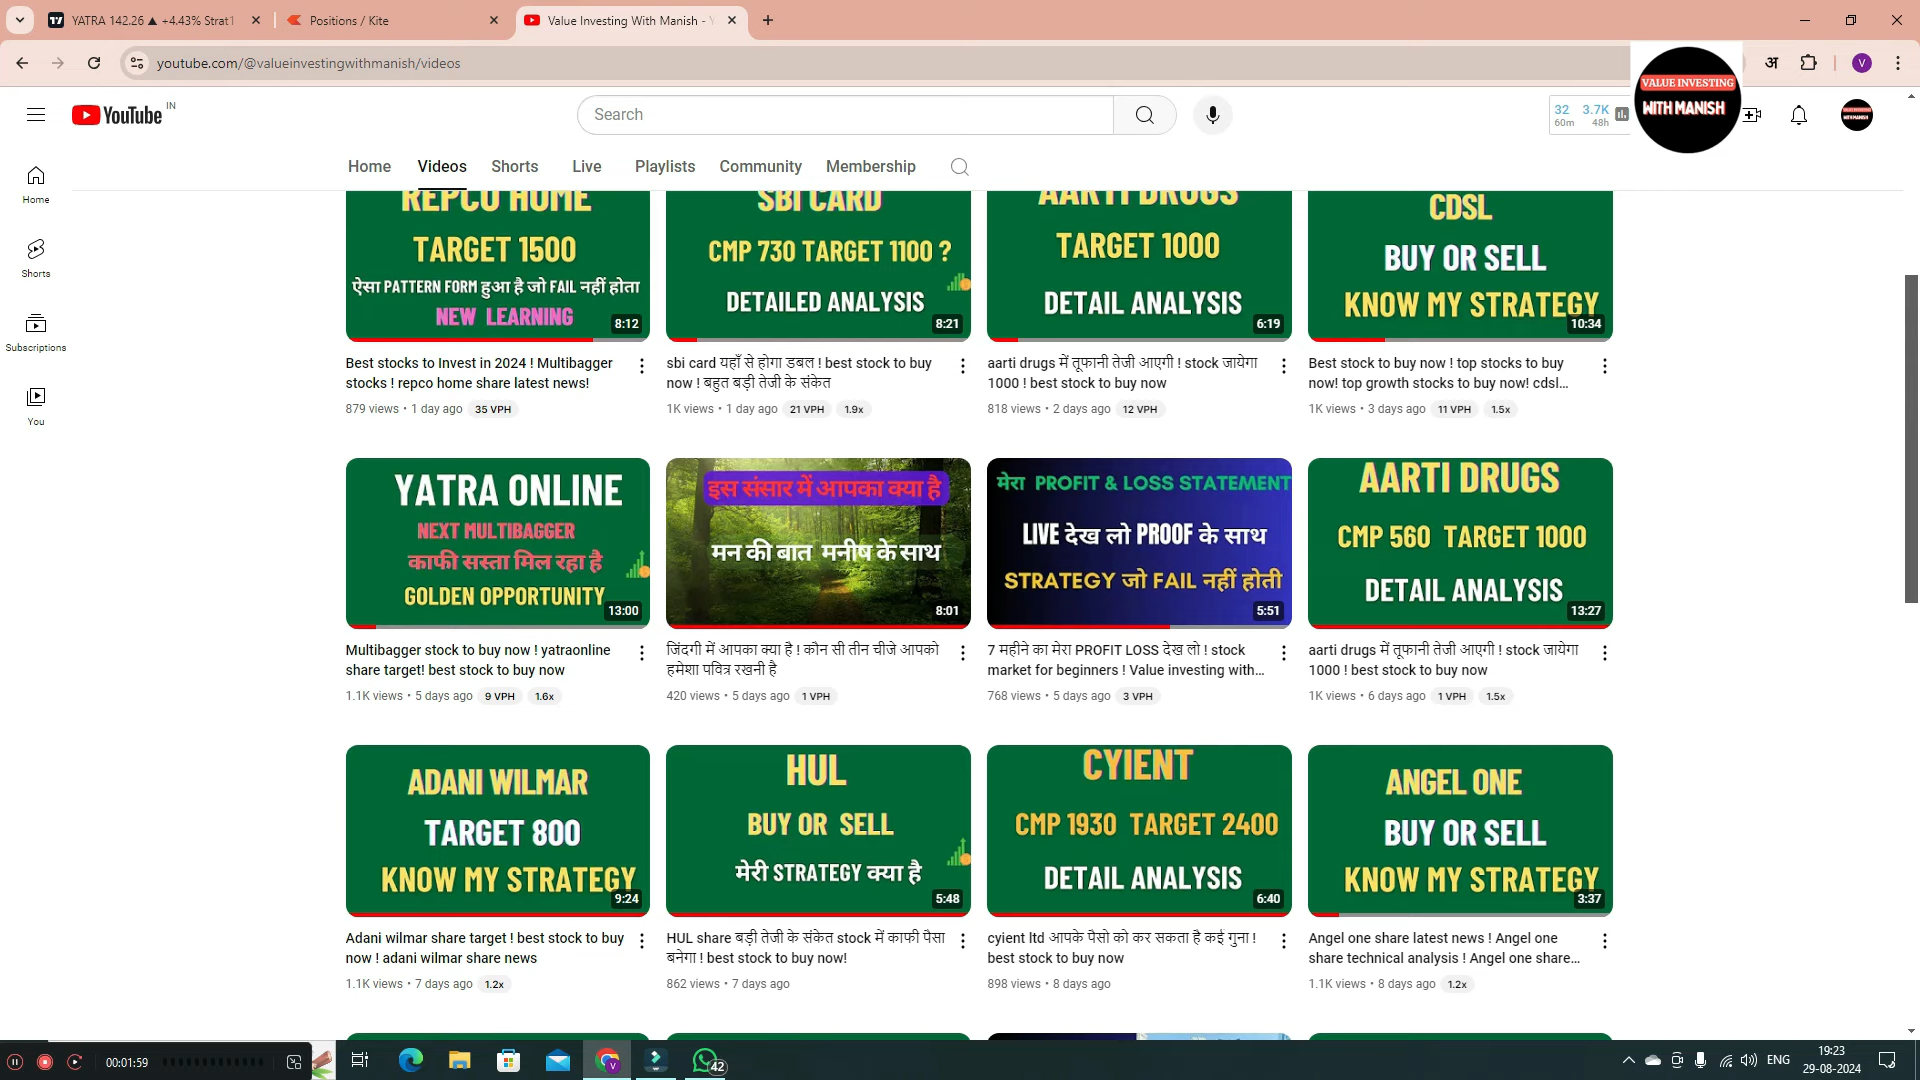 YATRA 142.26 ▲ +4.43% Strat1
Positions / Kite
Value Investing With Manish - Y
youtube.com/@valueinvestingwithmanish/videos
अ
V
YouTube IN
Search
32 3.7K
60m 48h
VALUE INVESTING
WITH MANISH
Home Videos Shorts Live Playlists Community Membership
Home
Shorts
Subscriptions
You
REPCO HOME
TARGET 1500
ऐसा PATTERN FORM हुआ है जो FAIL नहीं होता
NEW LEARNING
8:12
Best stocks to Invest in 2024 ! Multibagger
stocks ! repco home share latest news!
879 views • 1 day ago 35 VPH
SBI CARD
CMP 730 TARGET 1100 ?
DETAILED ANALYSIS
8:21
sbi card यहाँ से होगा डबल ! best stock to buy
now ! बहुत बड़ी तेजी के संकेत
1K views • 1 day ago 21 VPH 1.9x
AARTI DRUGS
TARGET 1000
DETAIL ANALYSIS
6:19
aarti drugs में तूफानी तेजी आएगी ! stock जायेगा
1000 ! best stock to buy now
818 views • 2 days ago 12 VPH
CDSL
BUY OR SELL
KNOW MY STRATEGY
10:34
Best stock to buy now ! top stocks to buy
now! top growth stocks to buy now! cdsl...
1K views • 3 days ago 11 VPH 1.5x
YATRA ONLINE
NEXT MULTIBAGGER
काफी सस्ता मिल रहा है
GOLDEN OPPORTUNITY
13:00
Multibagger stock to buy now ! yatraonline
share target! best stock to buy now
1.1K views • 5 days ago 9 VPH 1.6x
इस संसार में आपका क्या है
मन की बात मनीष के साथ
8:01
जिंदगी में आपका क्या है ! कौन सी तीन चीजे आपको
हमेशा पवित्र रखनी है
420 views • 5 days ago 1 VPH
मेरा PROFIT & LOSS STATEMENT
LIVE देख लो PROOF के साथ
STRATEGY जो FAIL नहीं होती
5:51
7 महीने का मेरा PROFIT LOSS देख लो ! stock
market for beginners ! Value investing with...
768 views • 5 days ago 3 VPH
AARTI DRUGS
CMP 560 TARGET 1000
DETAIL ANALYSIS
13:27
aarti drugs में तूफानी तेजी आएगी ! stock जायेगा
1000 ! best stock to buy now
1K views • 6 days ago 1 VPH 1.5x
ADANI WILMAR
TARGET 800
KNOW MY STRATEGY
9:24
Adani wilmar share target ! best stock to buy
now ! adani wilmar share news
1.1K views • 7 days ago 1.2x
HUL
BUY OR SELL
मेरी STRATEGY क्या है
5:48
HUL share बड़ी तेजी के संकेत stock में काफी पैसा
बनेगा ! best stock to buy now!
862 views • 7 days ago
CYIENT
CMP 1930 TARGET 2400
DETAIL ANALYSIS
6:40
cyient ltd आपके पैसो को कर सकता है कई गुना !
best stock to buy now
898 views • 8 days ago
ANGEL ONE
BUY OR SELL
KNOW MY STRATEGY
3:37
Angel one share latest news ! Angel one
share technical analysis ! Angel one share...
1.1K views • 8 days ago 1.2x
00:01:59
42
ENG
19:23
29-08-2024